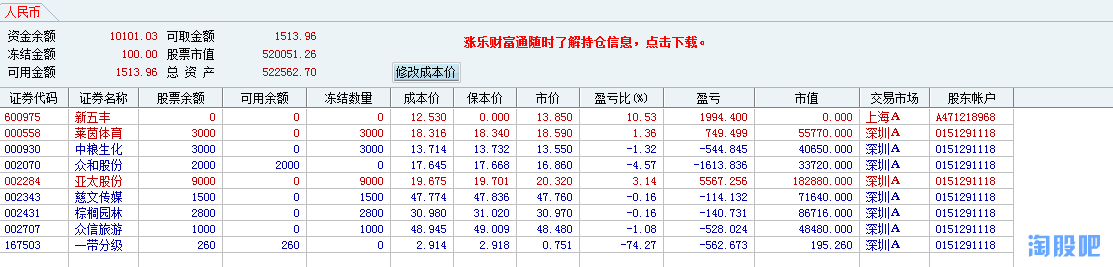 人民币
资金余额 10101.03 可取金额 1513.96
涨乐财富通随时了解持仓信息，点击下载。
冻结金额 100.00 股票市值 520051.26
可用金额 1513.96 总 资 产 522562.70 修改成本价
证券代码 证券名称 股票余额 可用余额 冻结数量 成本价 保本价 市价 盈亏比(%) 盈亏 市值 交易市场 股东帐户
600975 新五丰 0 0 0 12.530 0.000 13.850 10.53 1994.400 0.000 上海A A471218968
000558 莱茵体育 3000 0 3000 18.316 18.340 18.590 1.36 749.499 55770.000 深圳A 0151291118
000930 中粮生化 3000 0 3000 13.714 13.732 13.550 -1.32 -544.845 40650.000 深圳A 0151291118
002070 众和股份 2000 2000 0 17.645 17.668 16.860 -4.57 -1613.836 33720.000 深圳A 0151291118
002284 亚太股份 9000 0 9000 19.675 19.701 20.320 3.14 5567.256 182880.000 深圳A 0151291118
002343 慈文传媒 1500 0 1500 47.774 47.836 47.760 -0.16 -114.132 71640.000 深圳A 0151291118
002431 棕榈园林 2800 0 2800 30.980 31.020 30.970 -0.16 -140.731 86716.000 深圳A 0151291118
002707 众信旅游 1000 0 1000 48.945 49.009 48.480 -1.08 -528.024 48480.000 深圳A 0151291118
167503 一带分级 260 260 0 2.914 2.918 0.751 -74.27 -562.673 195.260 深圳A 0151291118
淘股吧